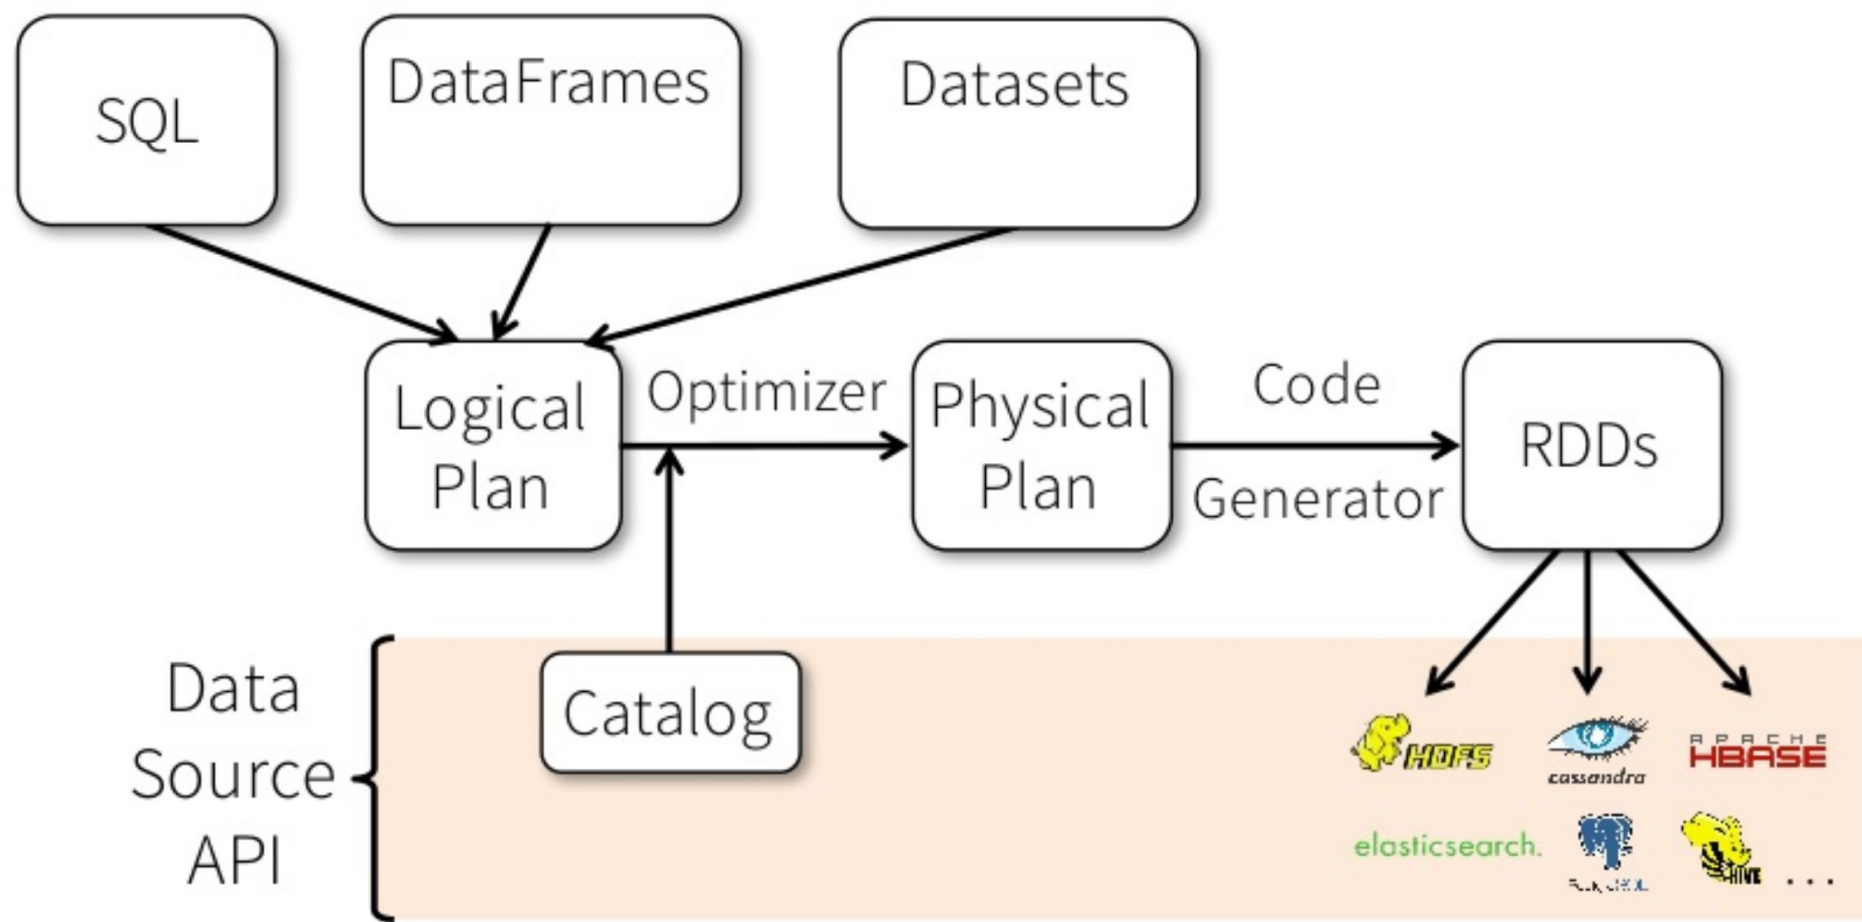 SQL
DataFrames
Datasets
Logical
Plan
Optimizer
Physical
Plan
Code
Generator
RDDs
Data
Source
API
Catalog
HDFS
cassandra
APACHE
HBASE
elasticsearch.
HIVE
...